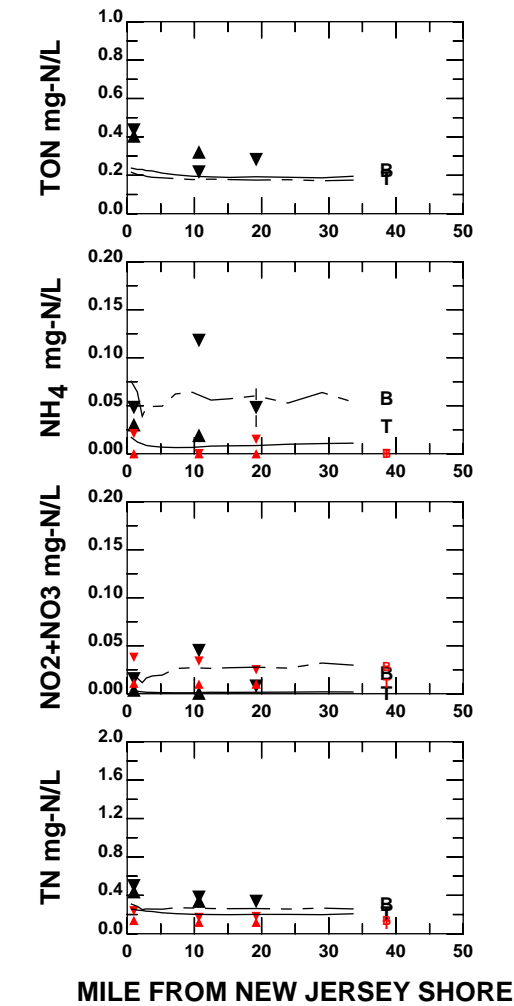 TON mg-N/L
1.0
0.8
0.6
0.4
0.2
0.0
B
T
0 10 20 30 40 50
NH4 mg-N/L
0.20
0.15
0.10
0.05
0.00
B
T
B
0 10 20 30 40 50
NO2+NO3 mg-N/L
0.20
0.15
0.10
0.05
0.00
B
B
T
T
0 10 20 30 40 50
TN mg-N/L
2.0
1.6
1.2
0.8
0.4
0.0
B
T
B
0 10 20 30 40 50
MILE FROM NEW JERSEY SHORE